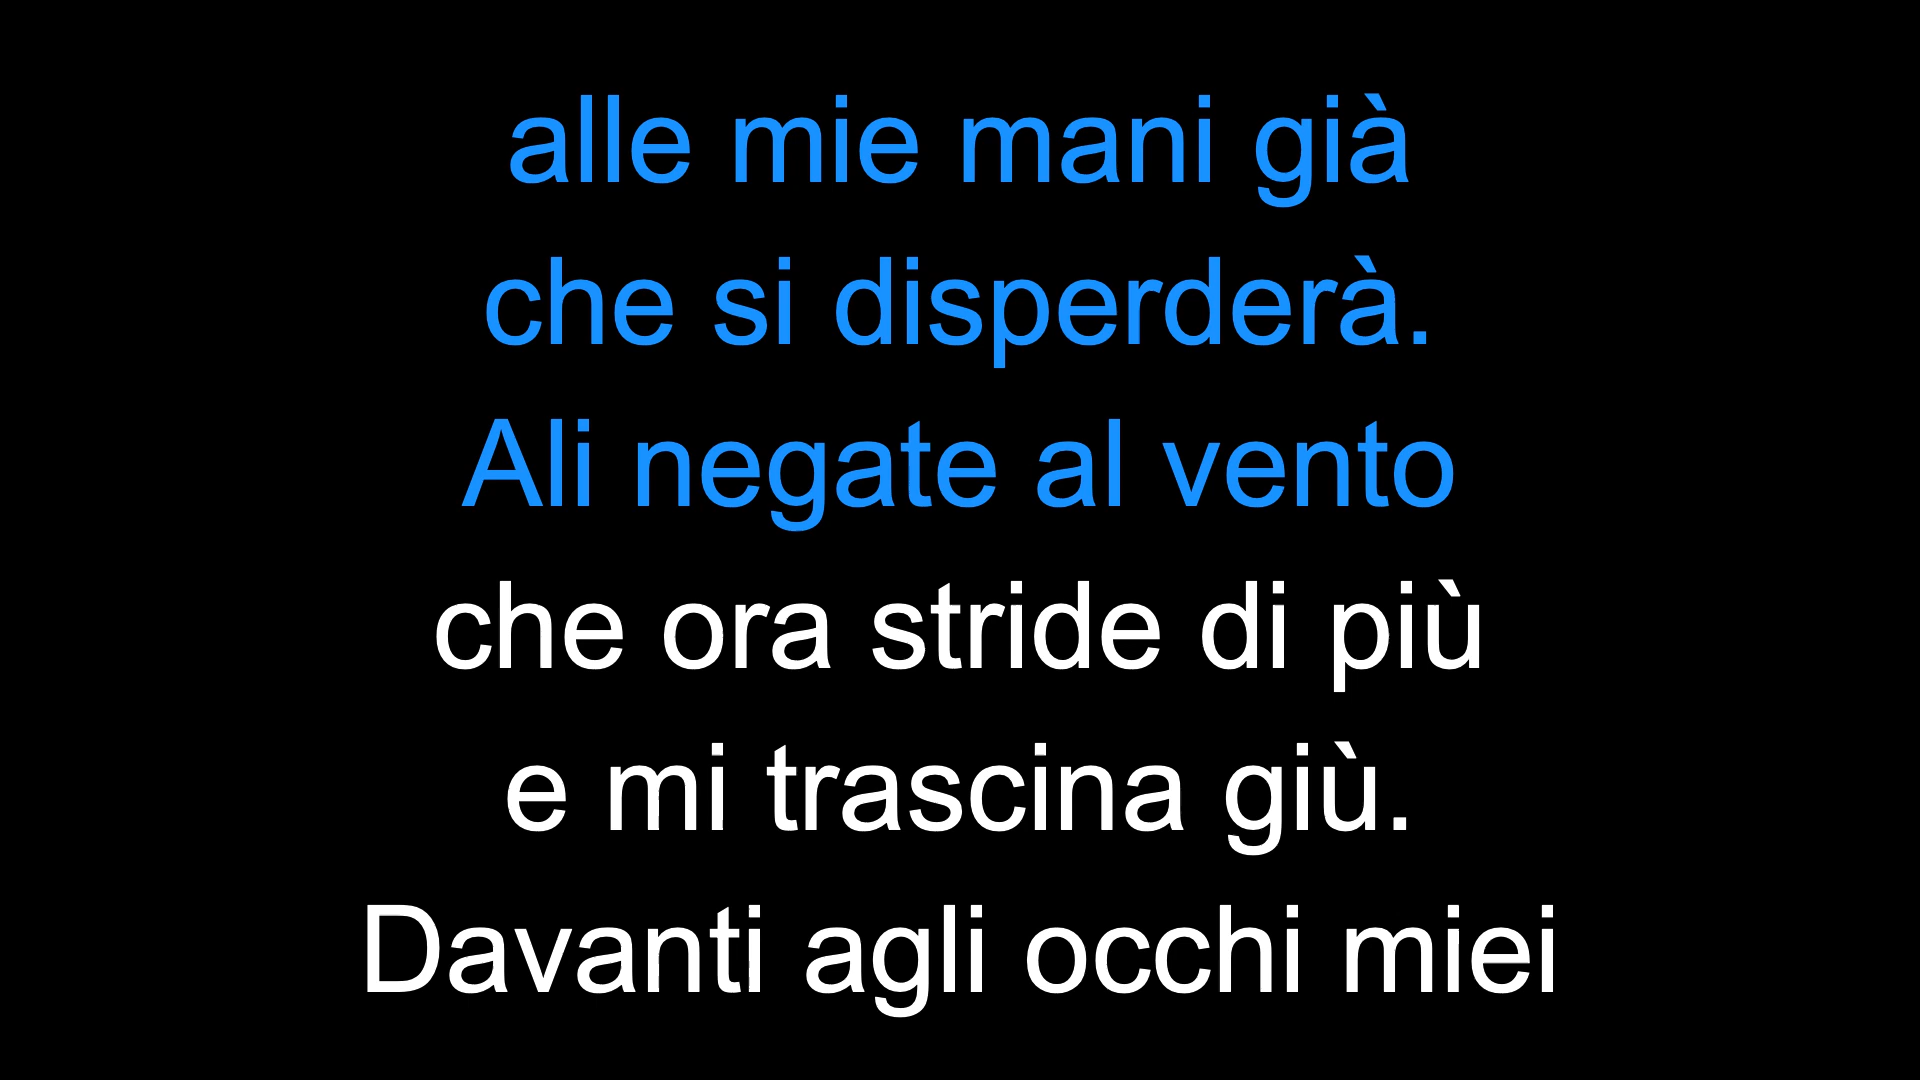 alle mie mani già
che si disperderà.
Ali negate al vento
che ora stride di più
e mi trascina giù.
Davanti agli occhi miei